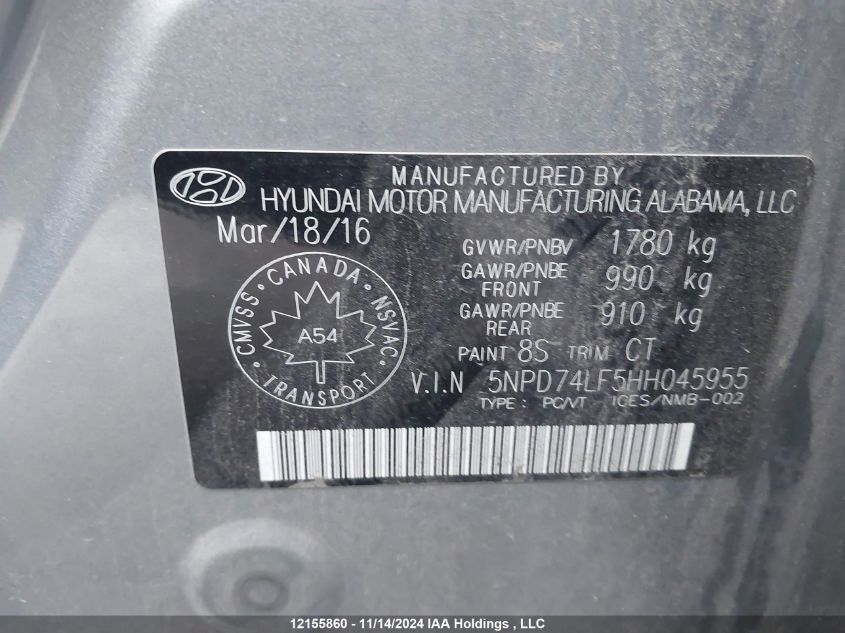 MANUFACTURED BY
HYUNDAI MOTOR MANUFACTURING ALABAMA, LLC
Mar/18/16
GVWR/PNBV 1780 kg
GAWR/PNBE FRONT 990 kg
GAWR/PNBE REAR 910 kg
PAINT 8S TRIM CT
CANADA
CMVSS NSVAC
A54
TRANSPORT
V.I.N 5NPD74LF5HH045955
TYPE : PC/VT ICES/NMB-002
12155860 - 11/14/2024 IAA Holdings , LLC